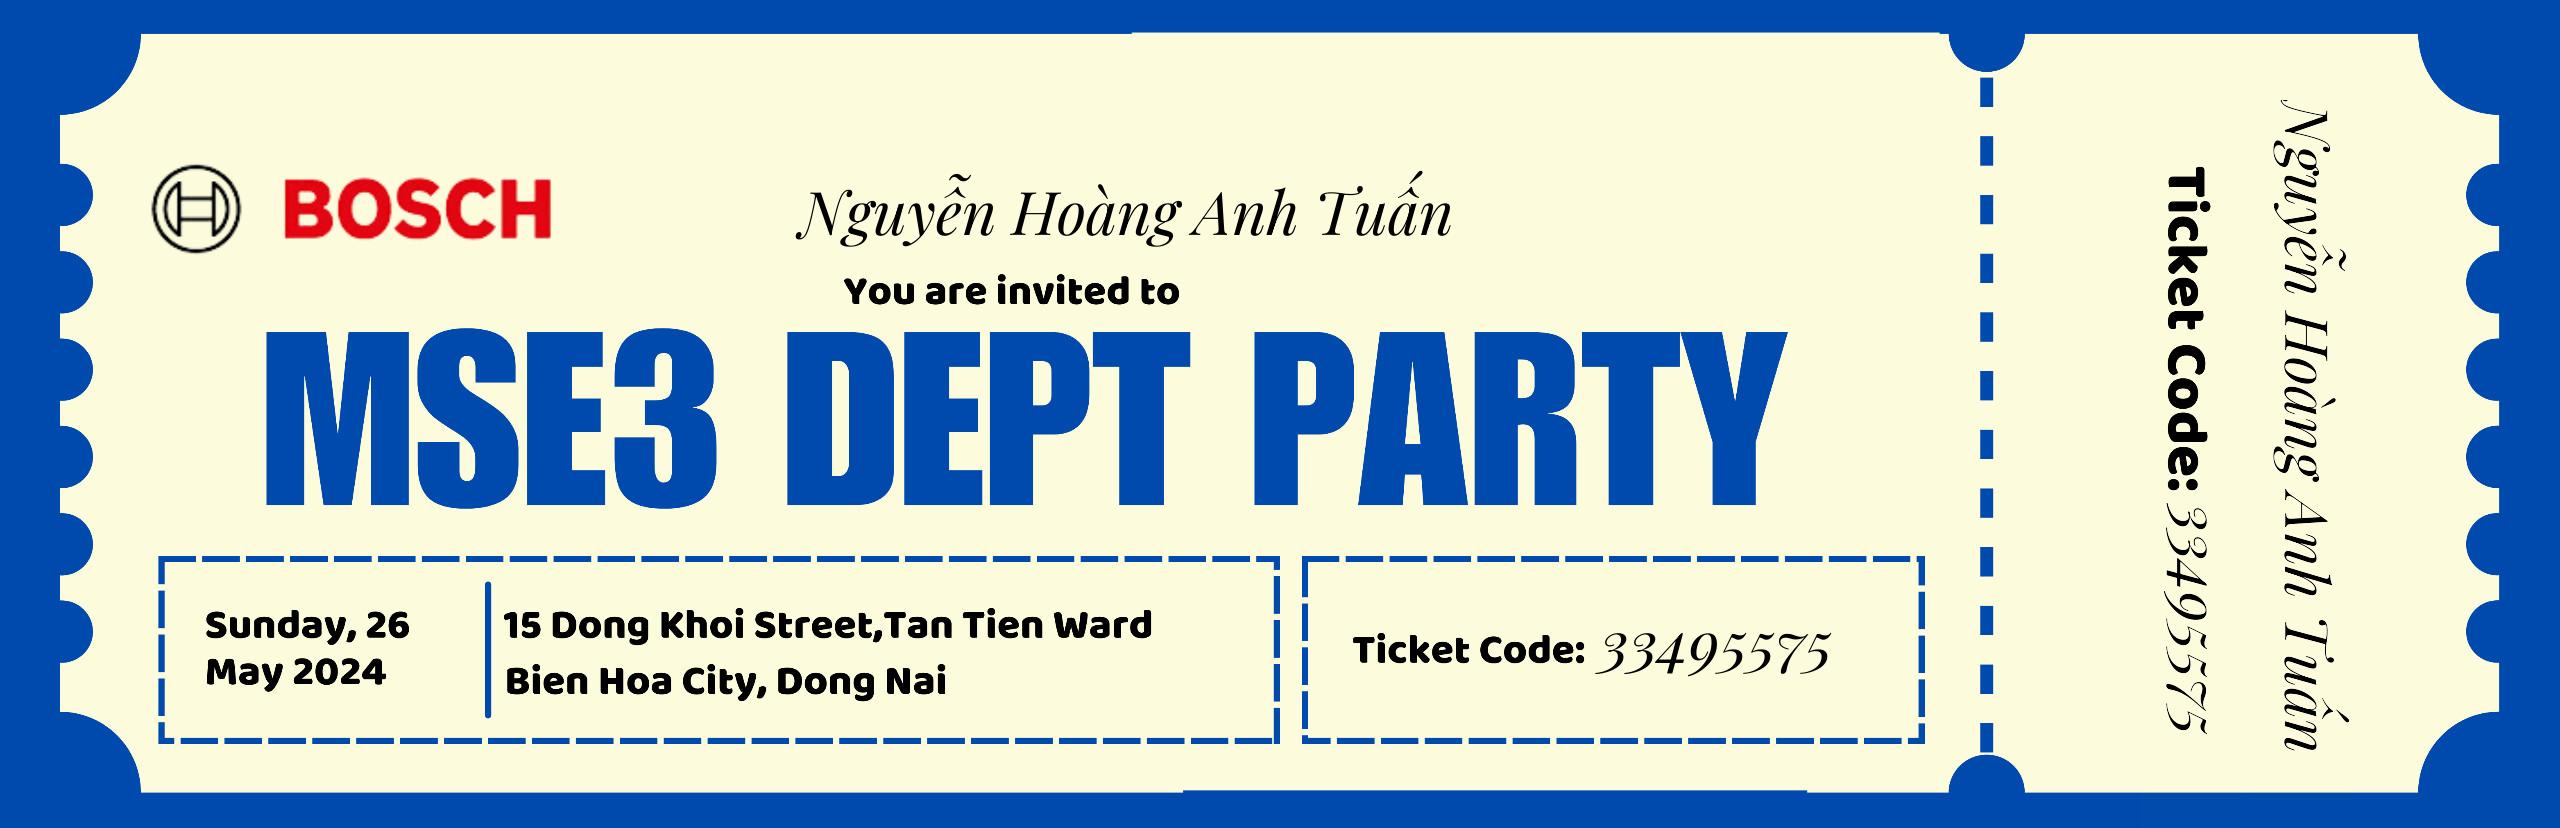 BOSCH
Nguyễn Hoàng Anh Tuấn
You are invited to
MSE3 DEPT PARTY
Sunday, 26
May 2024
15 Dong Khoi Street,Tan Tien Ward
Bien Hoa City, Dong Nai
Ticket Code: 33495575
Nguyễn Hoàng Anh Tuấn
Ticket Code: 33495575